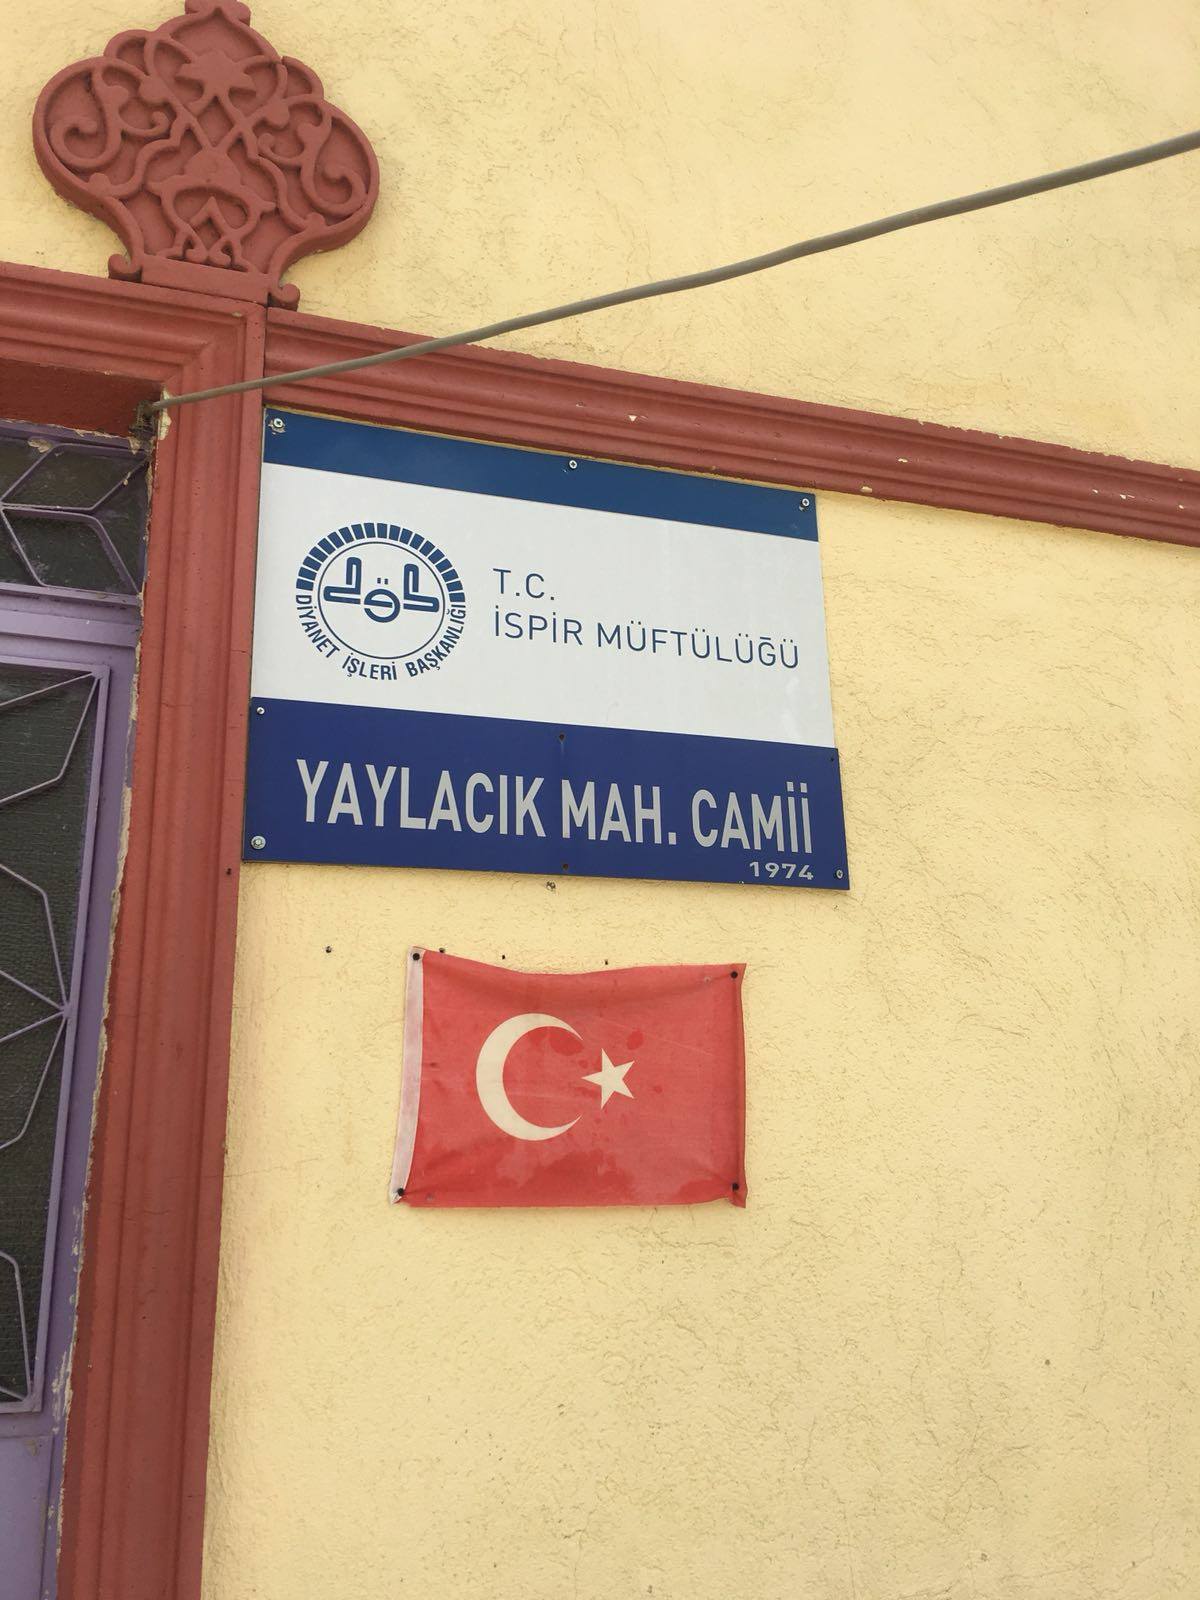 DİYANET İŞLERİ BAŞKANLIĞI
T.C.
İSPİR MÜFTÜLÜĞÜ
YAYLACIK MAH. CAMİİ
1974